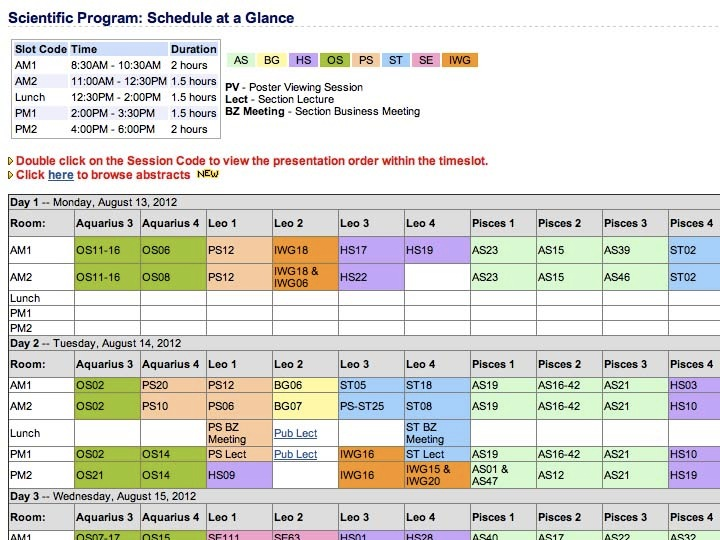 Scientific Program: Schedule at a Glance
Slot Code Time Duration
AM1 8:30AM - 10:30AM 2 hours
AM2 11:00AM - 12:30PM 1.5 hours
Lunch 12:30PM - 2:00PM 1.5 hours
PM1 2:00PM - 3:30PM 1.5 hours
PM2 4:00PM - 6:00PM 2 hours
AS BG HS OS PS ST SE IWG
PV - Poster Viewing Session
Lect - Section Lecture
BZ Meeting - Section Business Meeting
Double click on the Session Code to view the presentation order within the timeslot.
Click here to browse abstracts NEW
Day 1 -- Monday, August 13, 2012
Room: Aquarius 3 Aquarius 4 Leo 1 Leo 2 Leo 3 Leo 4 Pisces 1 Pisces 2 Pisces 3 Pisces 4
AM1 OS11-16 OS06 PS12 IWG18 HS17 HS19 AS23 AS15 AS39 ST02
AM2 OS11-16 OS08 PS12 IWG18 & IWG06 HS22 AS23 AS15 AS46 ST02
Lunch
PM1
PM2
Day 2 -- Tuesday, August 14, 2012
Room: Aquarius 3 Aquarius 4 Leo 1 Leo 2 Leo 3 Leo 4 Pisces 1 Pisces 2 Pisces 3 Pisces 4
AM1 OS02 PS20 PS12 BG06 ST05 ST18 AS19 AS16-42 AS21 HS03
AM2 OS02 PS10 PS06 BG07 PS-ST25 ST08 AS19 AS16-42 AS21 HS10
Lunch PS BZ Meeting Pub Lect ST BZ Meeting
PM1 OS02 OS14 PS Lect Pub Lect IWG16 ST Lect AS19 AS16-42 AS21 HS10
PM2 OS21 OS14 HS09 IWG16 IWG15 & IWG20 AS01 & AS47 AS12 AS21 HS19
Day 3 -- Wednesday, August 15, 2012
Room: Aquarius 3 Aquarius 4 Leo 1 Leo 2 Leo 3 Leo 4 Pisces 1 Pisces 2 Pisces 3 Pisces 4
AM1 OS07-17 OS15 SE111 SE63 HS01 HS28 AS40 AS17 AS22 AS32